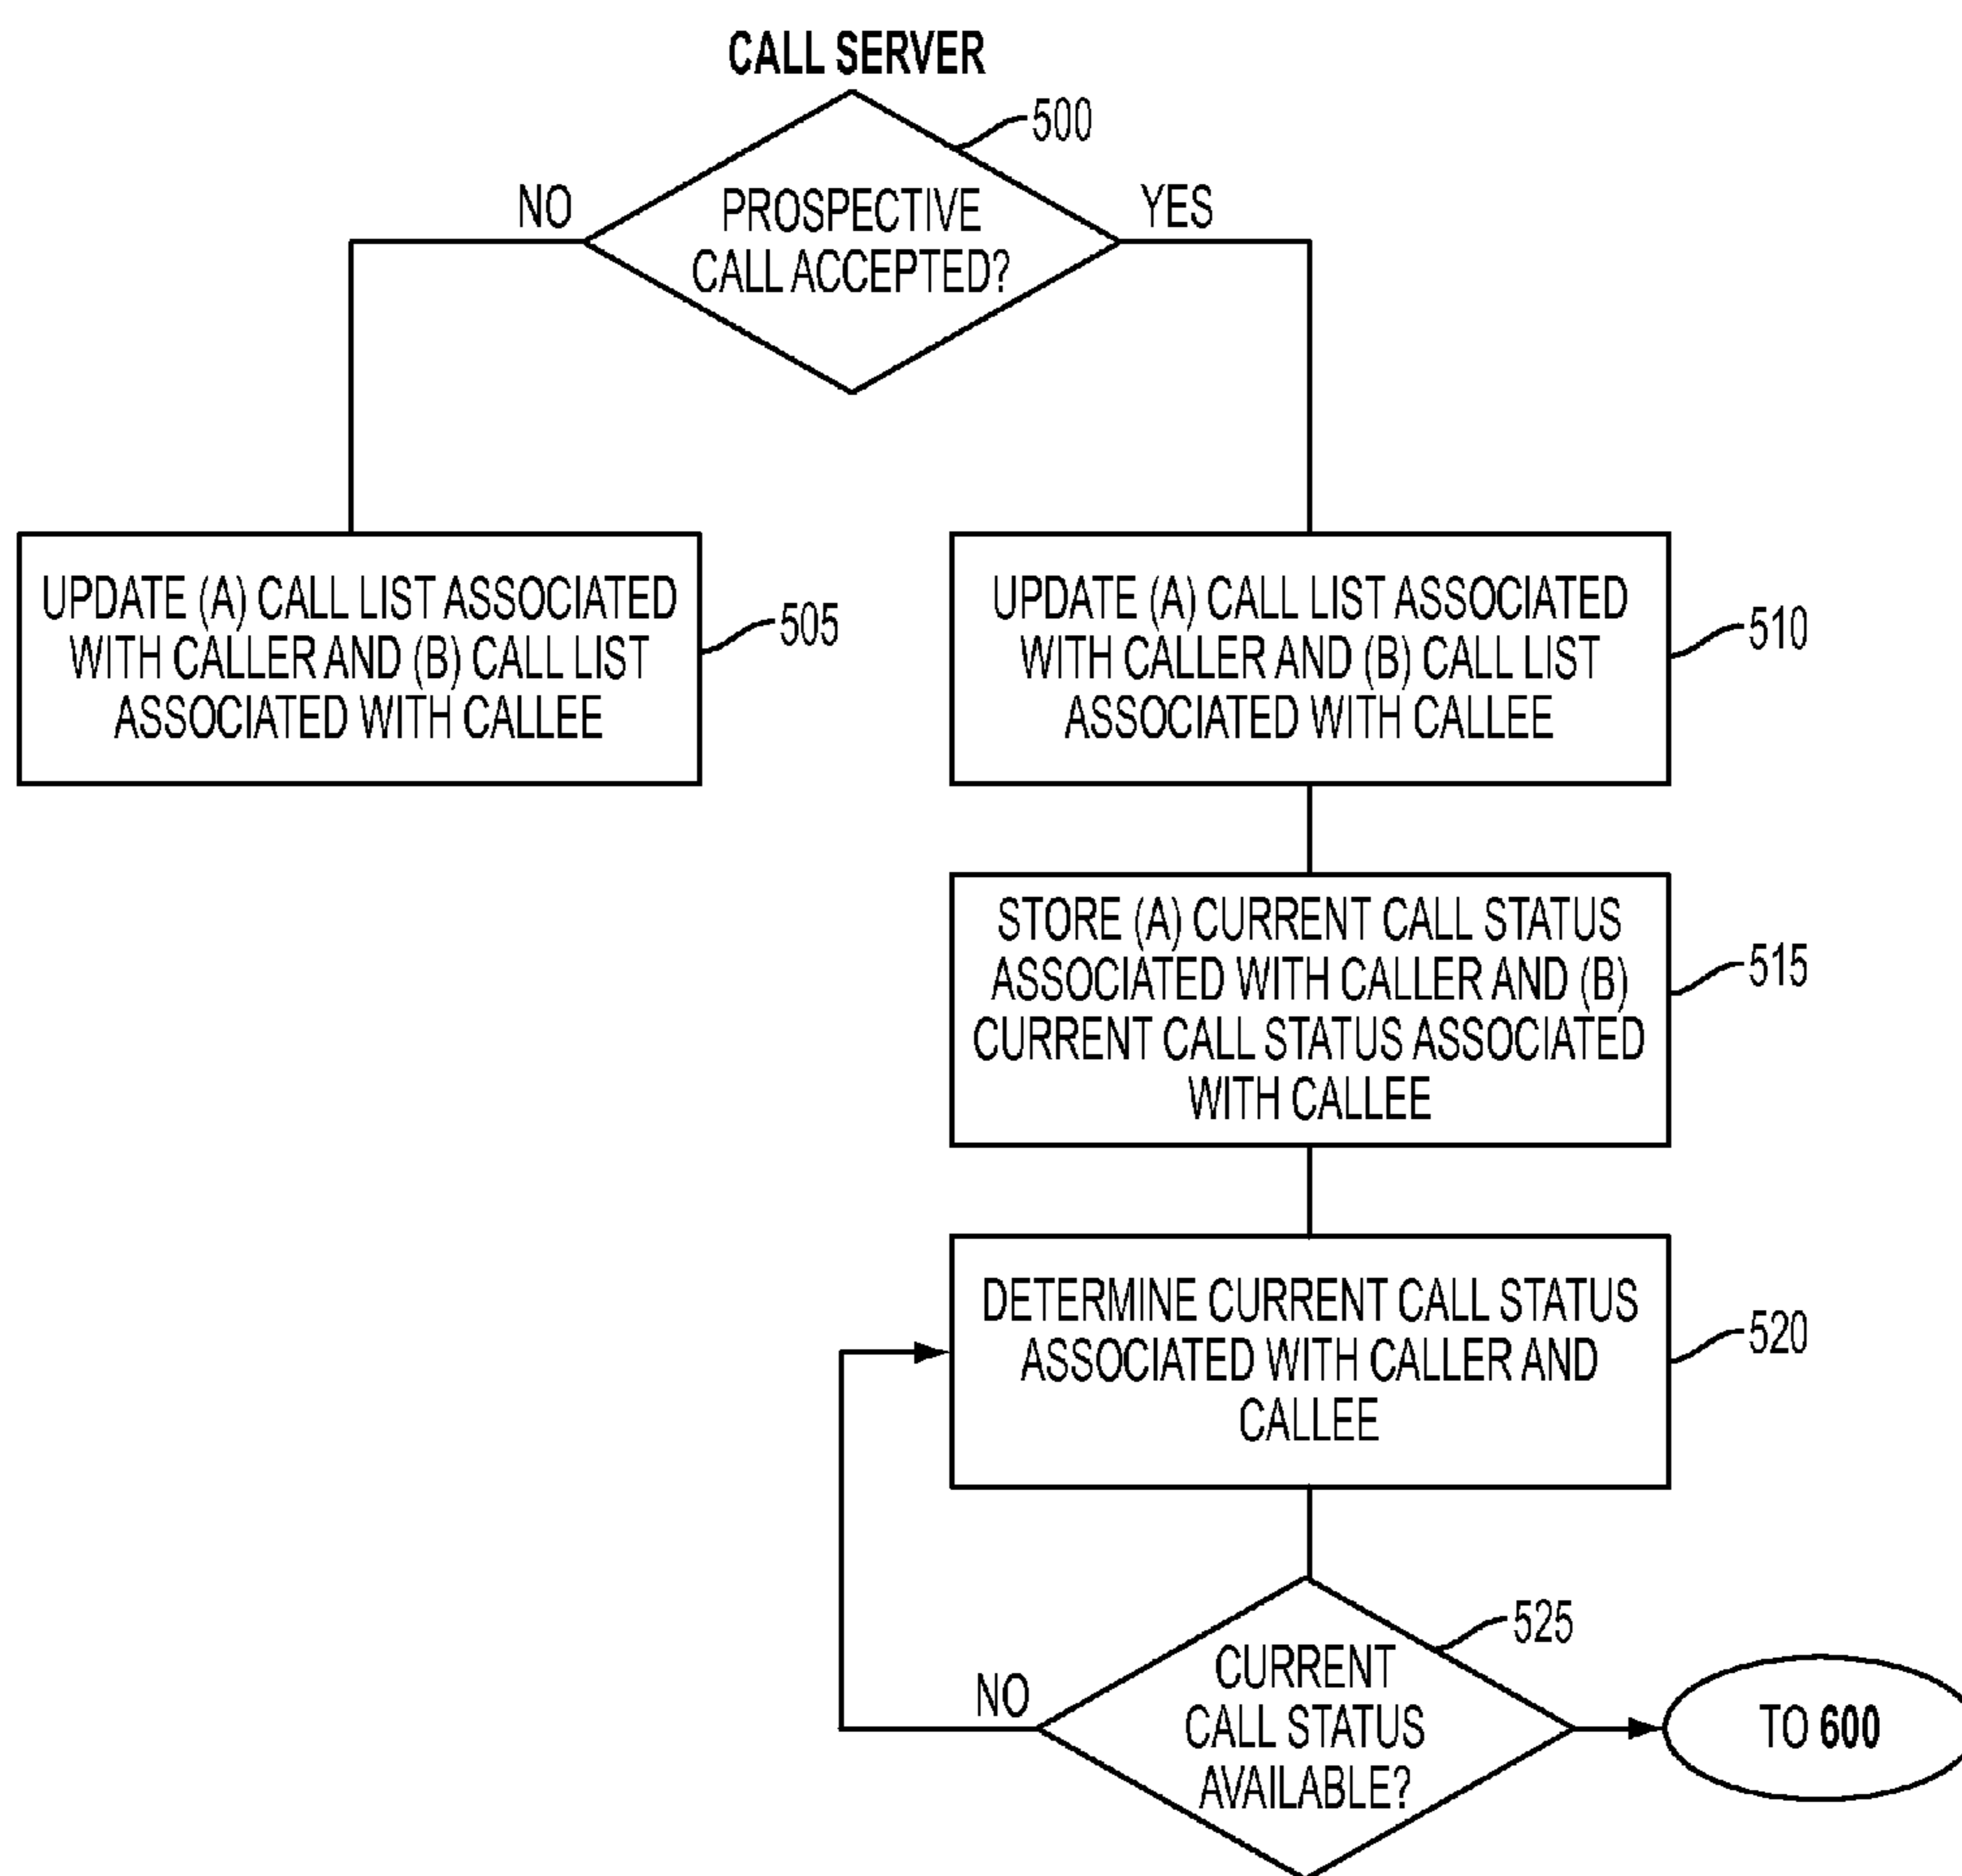 CALL SERVER
500
NO
YES
PROSPECTIVE
CALL ACCEPTED?
UPDATE (A) CALL LIST ASSOCIATED
WITH CALLER AND (B) CALL LIST
ASSOCIATED WITH CALLEE
505
UPDATE (A) CALL LIST ASSOCIATED
WITH CALLER AND (B) CALL LIST
ASSOCIATED WITH CALLEE
510
STORE (A) CURRENT CALL STATUS
ASSOCIATED WITH CALLER AND (B)
CURRENT CALL STATUS ASSOCIATED
WITH CALLEE
515
DETERMINE CURRENT CALL STATUS
ASSOCIATED WITH CALLER AND
CALLEE
520
525
NO
CURRENT
CALL STATUS
AVAILABLE?
TO 600